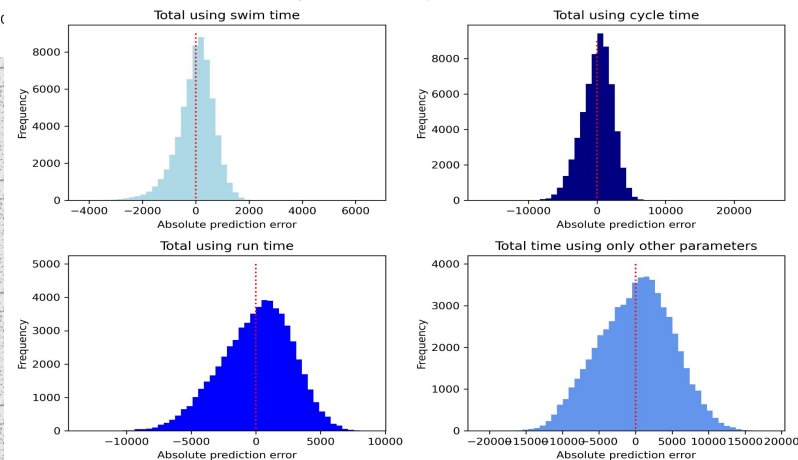 Total using swim time
Frequency
8000
6000
4000
2000
0
−4000 −2000 0 2000 4000 6000
Absolute prediction error
Total using cycle time
Frequency
8000
6000
4000
2000
0
−10000 0 10000 20000
Absolute prediction error
Total using run time
Frequency
5000
4000
3000
2000
1000
0
−10000 −5000 0 5000 10000
Absolute prediction error
Total time using only other parameters
Frequency
4000
3000
2000
1000
0
−20000 −15000 −10000 −5000 0 5000 10000 15000 20000
Absolute prediction error